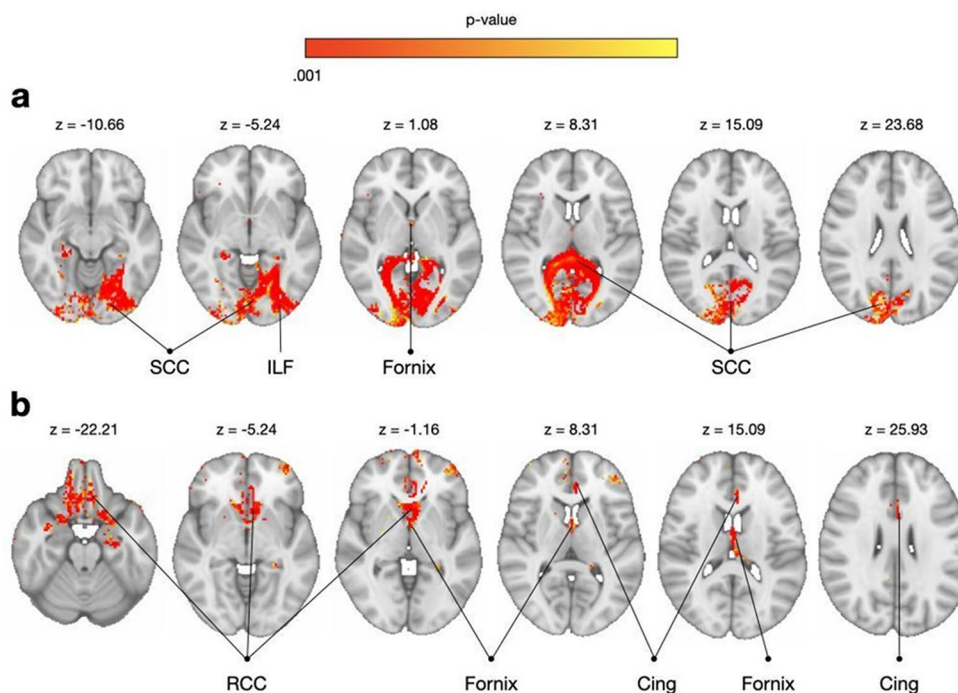 p-value
.001
a
z = -10.66 z = -5.24 z = 1.08 z = 8.31 z = 15.09 z = 23.68
SCC ILF Fornix SCC
b
z = -22.21 z = -5.24 z = -1.16 z = 8.31 z = 15.09 z = 25.93
RCC Fornix Cing Fornix Cing